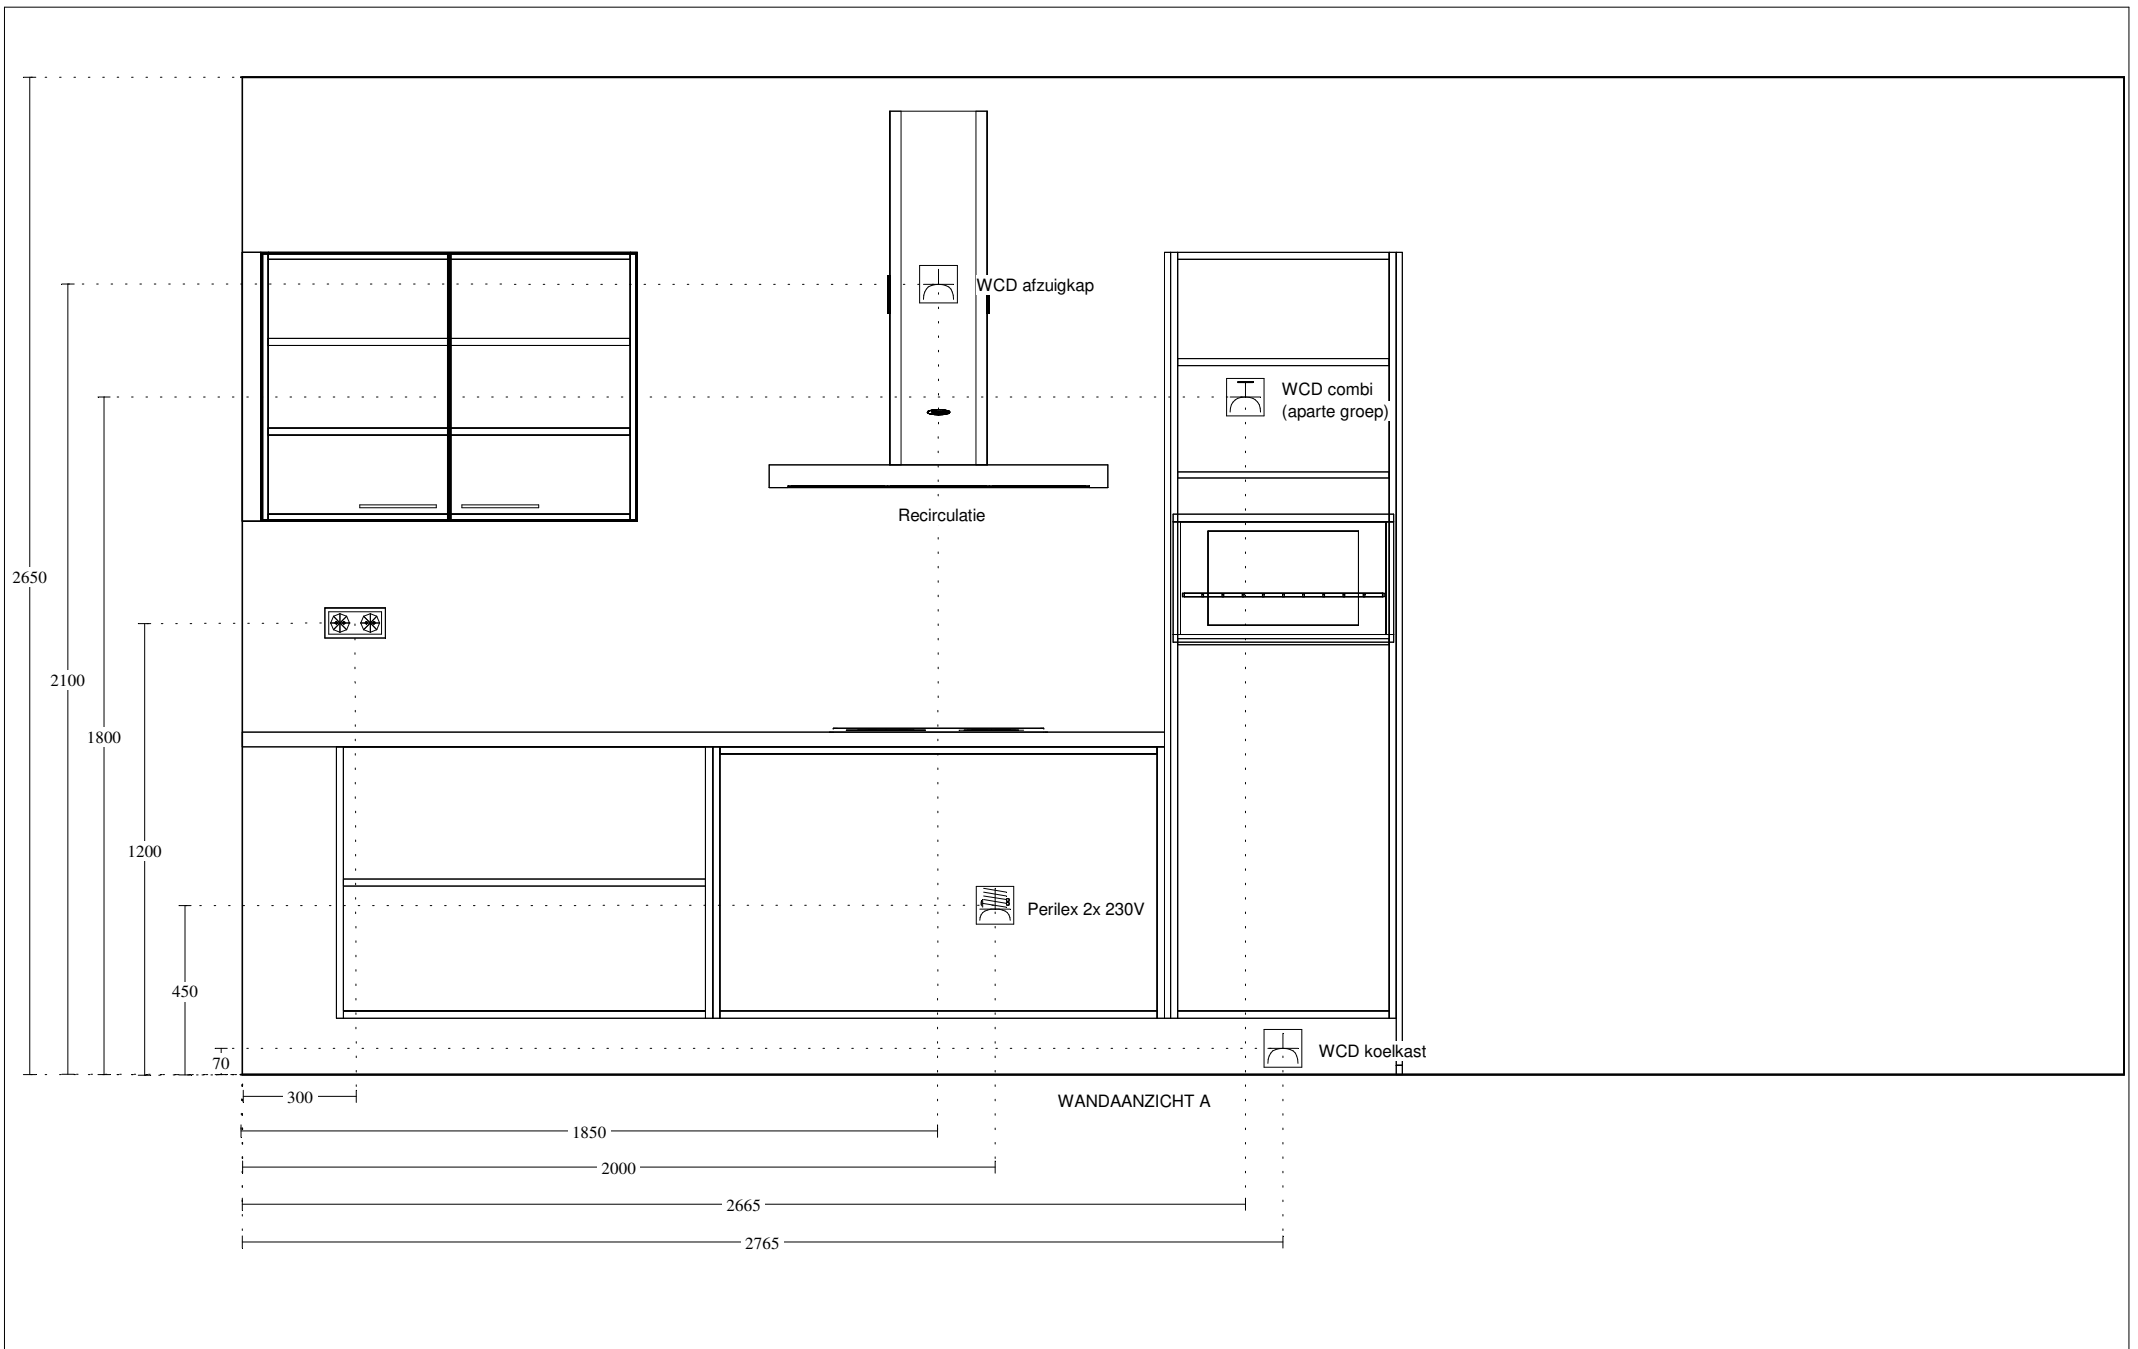 WCD afzuigkap
WCD combi
(aparte groep)
Recirculatie
2650
2100
1800
1200
Perilex 2x 230V
450
70
WCD koelkast
300
WANDAANZICHT A
1850
2000
2665
2765